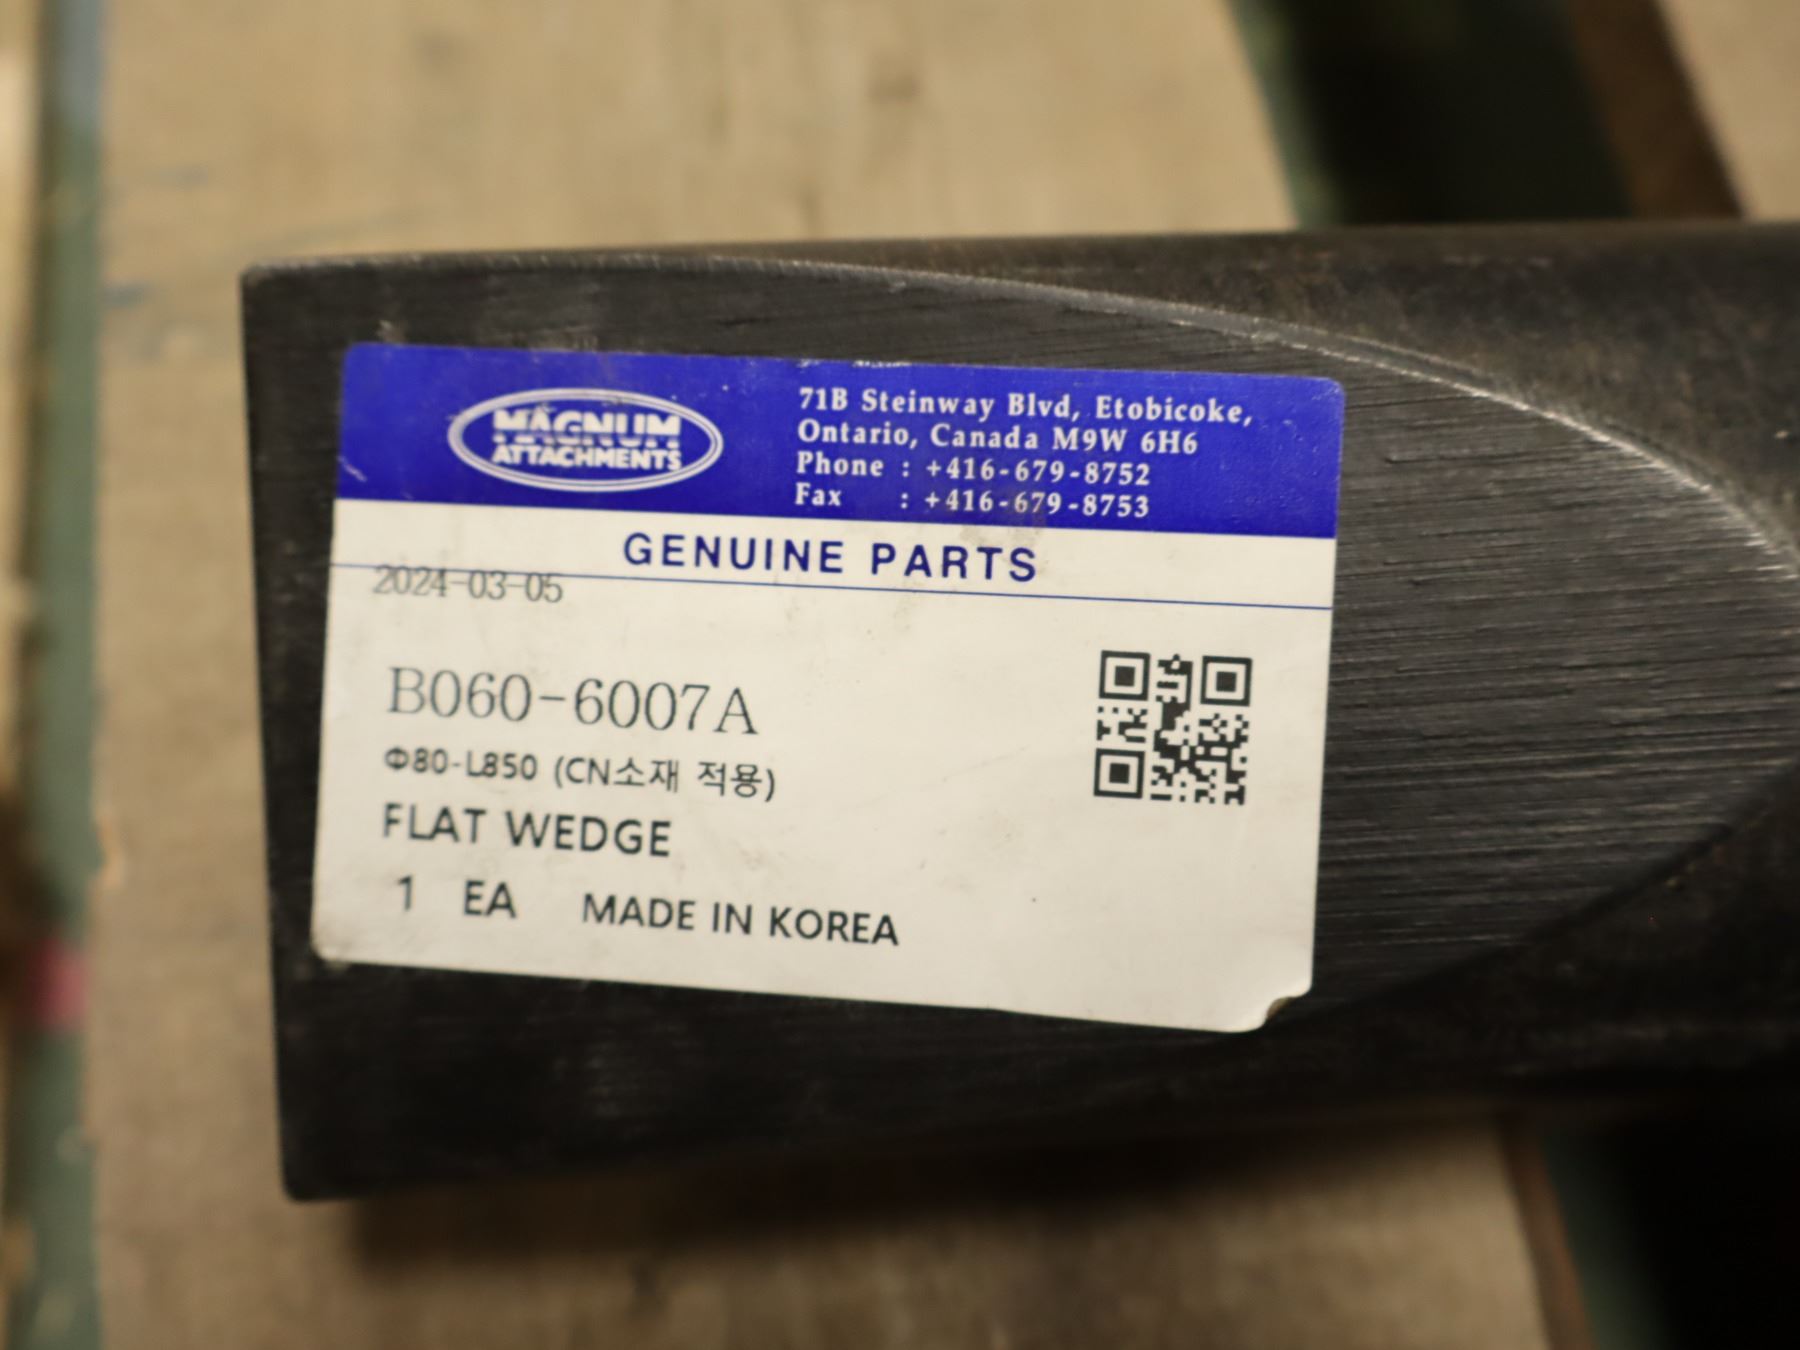 MAGNUM
ATTACHMENTS
71B Steinway Blvd, Etobicoke,
Ontario, Canada M9W 6H6
Phone : +416-679-8752
Fax : +416-679-8753
GENUINE PARTS
2024-03-05
B060-6007A
Φ80-L850 (CN소재 적용)
FLAT WEDGE
1 EA MADE IN KOREA